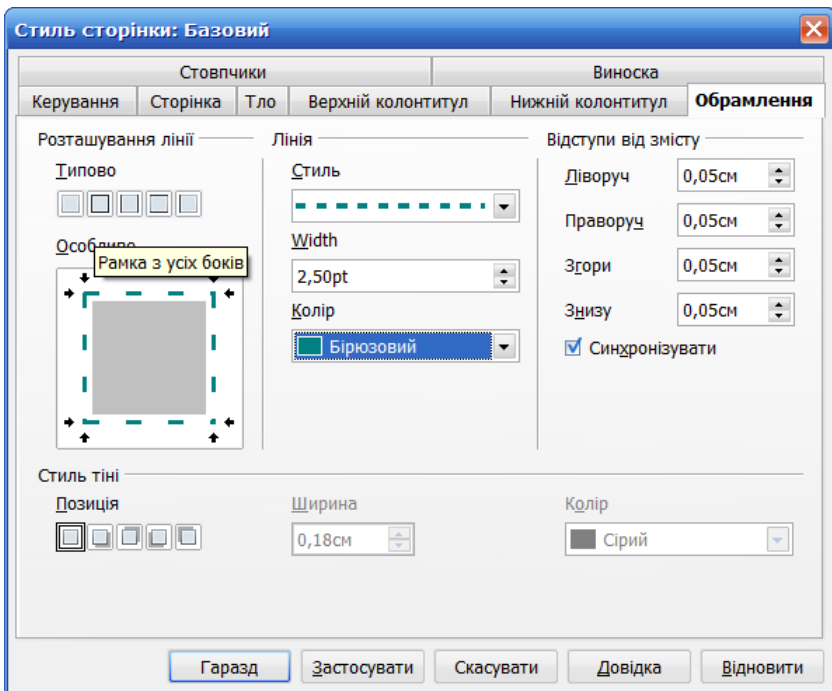 Стиль сторінки: Базовий
Стовпчики Виноска
Керування Сторінка Тло Верхній колонтитул Нижній колонтитул Обрамлення
Розташування лінії Лінія Відступи від змісту
Типово Стиль Ліворуч 0,05см
Праворуч 0,05см
Особливо Width
Рамка з усіх боків 2,50pt Згори 0,05см
Колір Знизу 0,05см
Бірюзовий Синхронізувати
Стиль тіні
Позиція Ширина Колір
0,18см Сірий
Гаразд Застосувати Скасувати Довідка Відновити